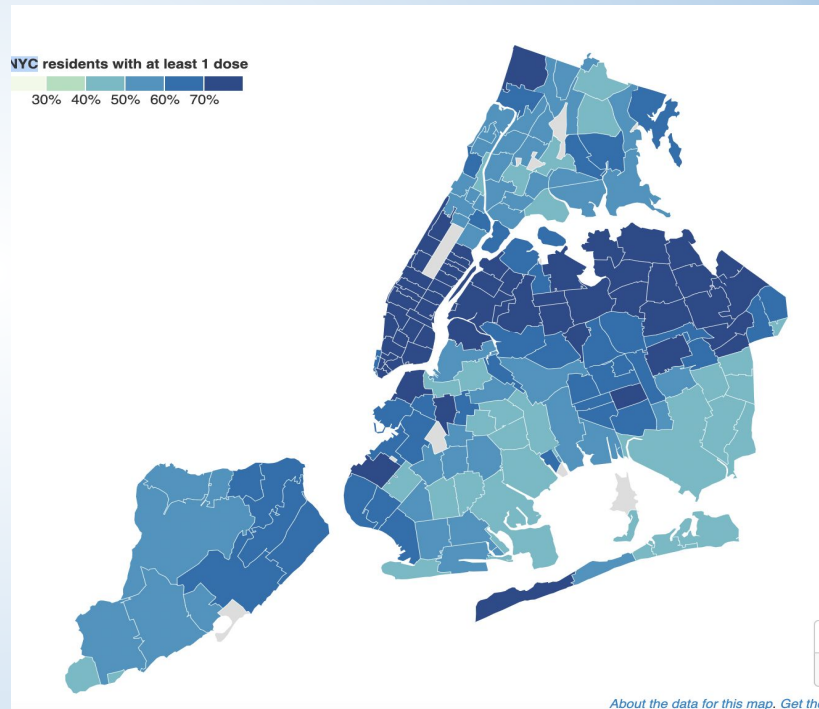 NYC residents with at least 1 dose
30% 40% 50% 60% 70%
About the data for this map. Get the